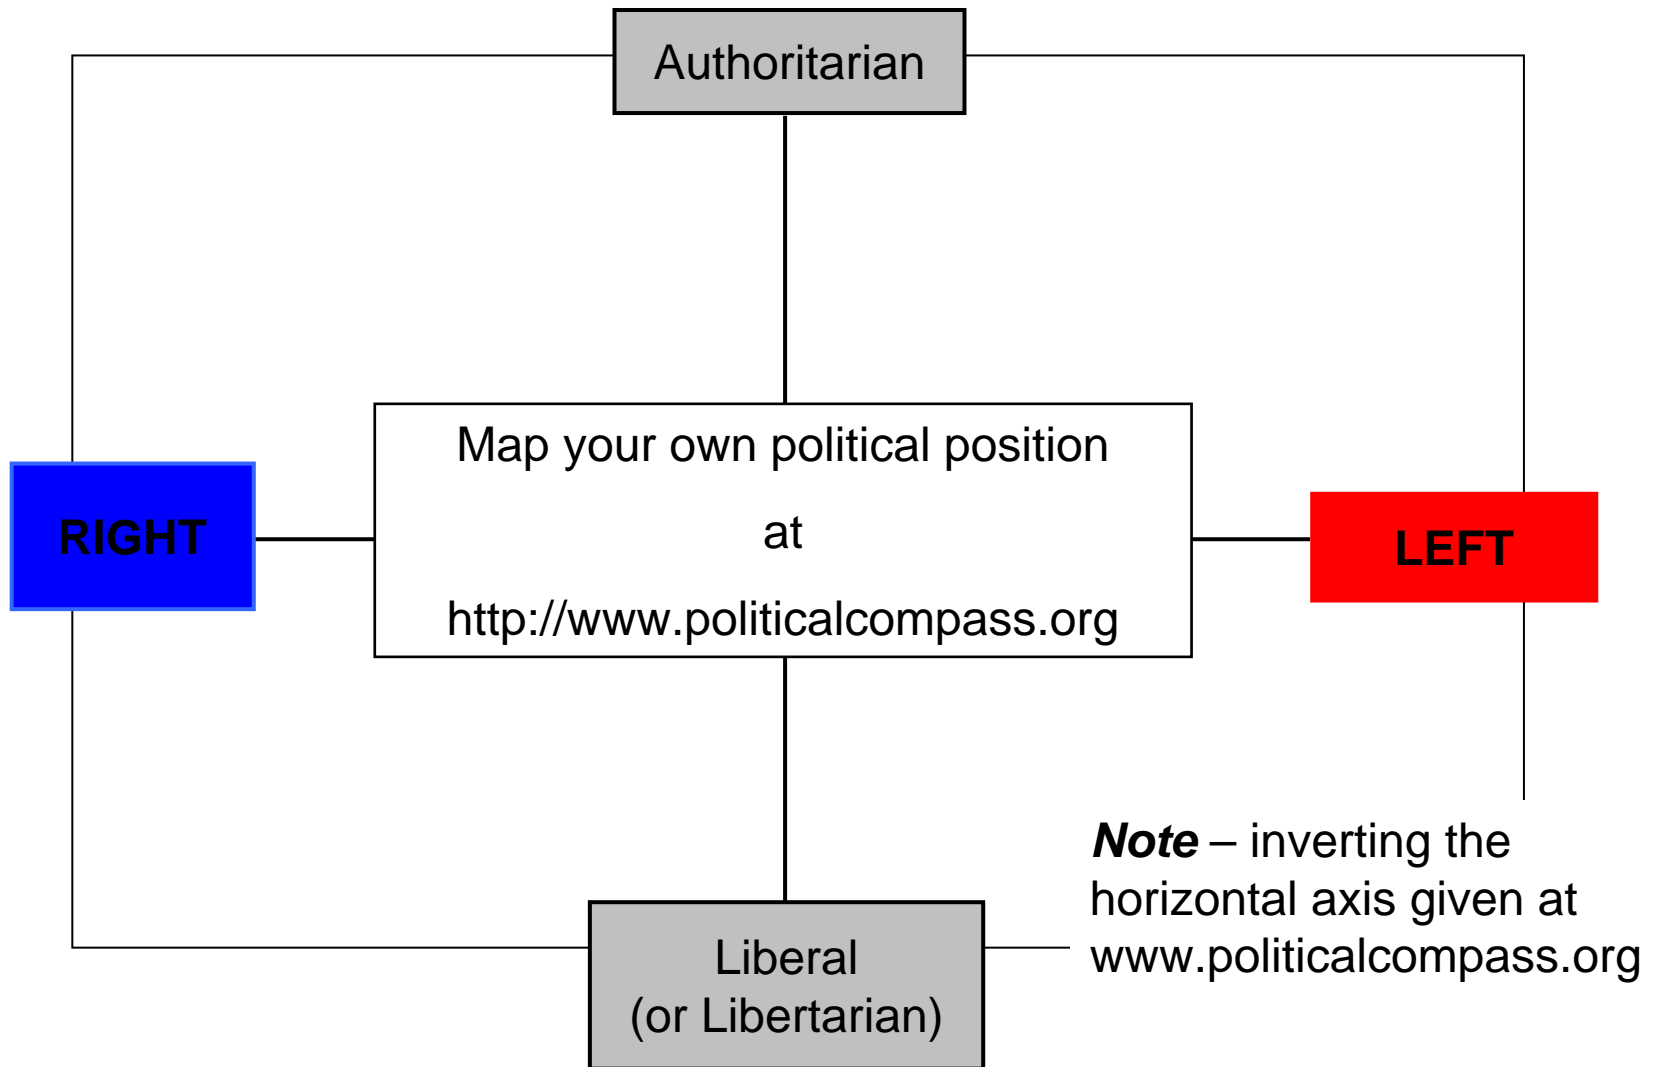 Authoritarian
Map your own political position
at
http://www.politicalcompass.org
RIGHT
LEFT
Note – inverting the
horizontal axis given at
www.politicalcompass.org
Liberal
(or Libertarian)